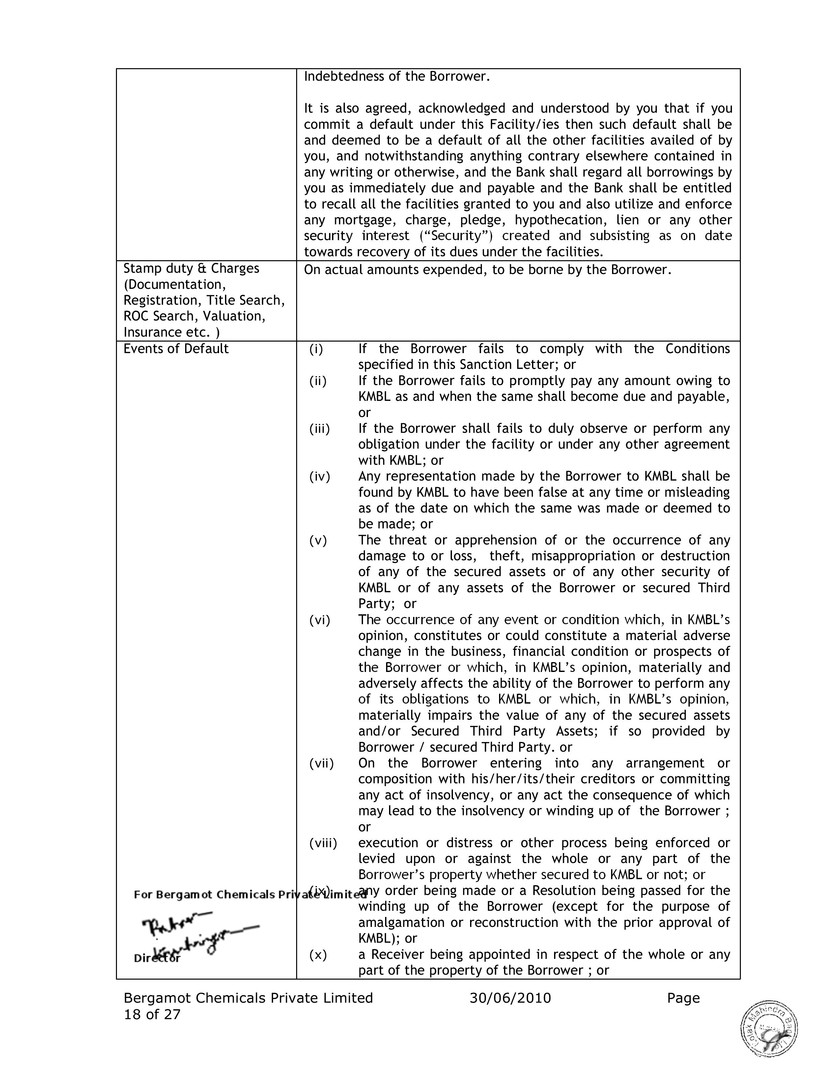 Indebtedness of the Borrower.
It is also agreed, acknowledged and understood by you that if you
commit a default under this Facility/ies then such default shall be
and deemed to be a default of all the other facilities availed of by
you, and notwithstanding anything contrary elsewhere contained in
any writing or otherwise, and the Bank shall regard all borrowings by
you as immediately due and payable and the Bank shall be entitled
to recall all the facilities granted to you and also utilize and enforce
any mortgage, charge, pledge, hypothecation, lien or any other
security interest (“Security”) created and subsisting as on date
towards recovery of its dues under the facilities.
Stamp duty & Charges
(Documentation,
Registration, Title Search,
ROC Search, Valuation,
Insurance etc. )
On actual amounts expended, to be borne by the Borrower.
Events of Default
(i) If the Borrower fails to comply with the Conditions
specified in this Sanction Letter; or
(ii) If the Borrower fails to promptly pay any amount owing to
KMBL as and when the same shall become due and payable,
or
(iii) If the Borrower shall fails to duly observe or perform any
obligation under the facility or under any other agreement
with KMBL; or
(iv) Any representation made by the Borrower to KMBL shall be
found by KMBL to have been false at any time or misleading
as of the date on which the same was made or deemed to
be made; or
(v) The threat or apprehension of or the occurrence of any
damage to or loss, theft, misappropriation or destruction
of any of the secured assets or of any other security of
KMBL or of any assets of the Borrower or secured Third
Party; or
(vi) The occurrence of any event or condition which, in KMBL’s
opinion, constitutes or could constitute a material adverse
change in the business, financial condition or prospects of
the Borrower or which, in KMBL’s opinion, materially and
adversely affects the ability of the Borrower to perform any
of its obligations to KMBL or which, in KMBL’s opinion,
materially impairs the value of any of the secured assets
and/or Secured Third Party Assets; if so provided by
Borrower / secured Third Party. or
(vii) On the Borrower entering into any arrangement or
composition with his/her/its/their creditors or committing
any act of insolvency, or any act the consequence of which
may lead to the insolvency or winding up of the Borrower ;
or
(viii) execution or distress or other process being enforced or
levied upon or against the whole or any part of the
Borrower’s property whether secured to KMBL or not; or
(ix) any order being made or a Resolution being passed for the
winding up of the Borrower (except for the purpose of
amalgamation or reconstruction with the prior approval of
KMBL); or
(x) a Receiver being appointed in respect of the whole or any
part of the property of the Borrower ; or
For Bergamot Chemicals Private Limited
Director
Bergamot Chemicals Private Limited 30/06/2010 Page
18 of 27
Kotak Mahindra Bank